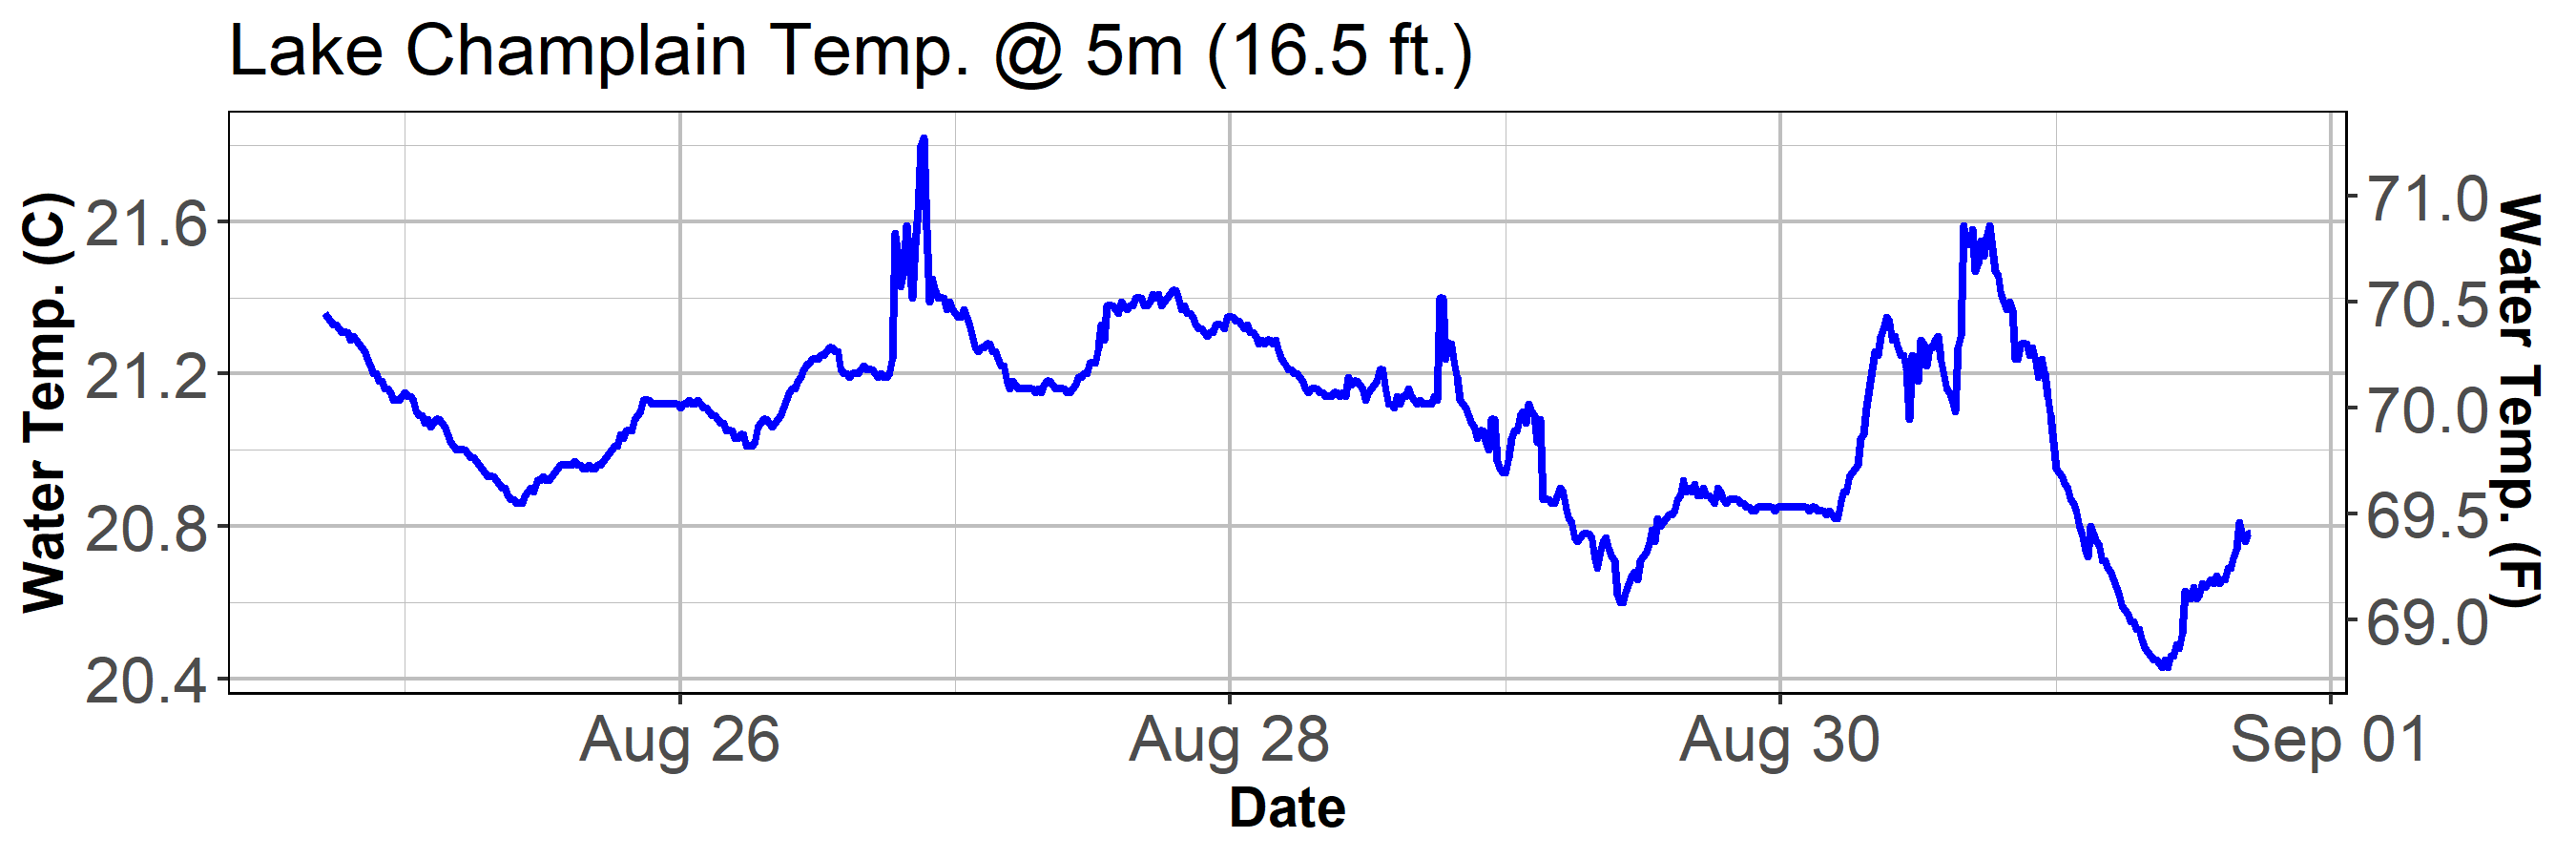 Lake Champlain Temp. @ 5m (16.5 ft.)
Water Temp. (C)
21.6
21.2
20.8
20.4
71.0
70.5
70.0
69.5
69.0
Water Temp. (F)
Aug 26
Aug 28
Aug 30
Sep 01
Date